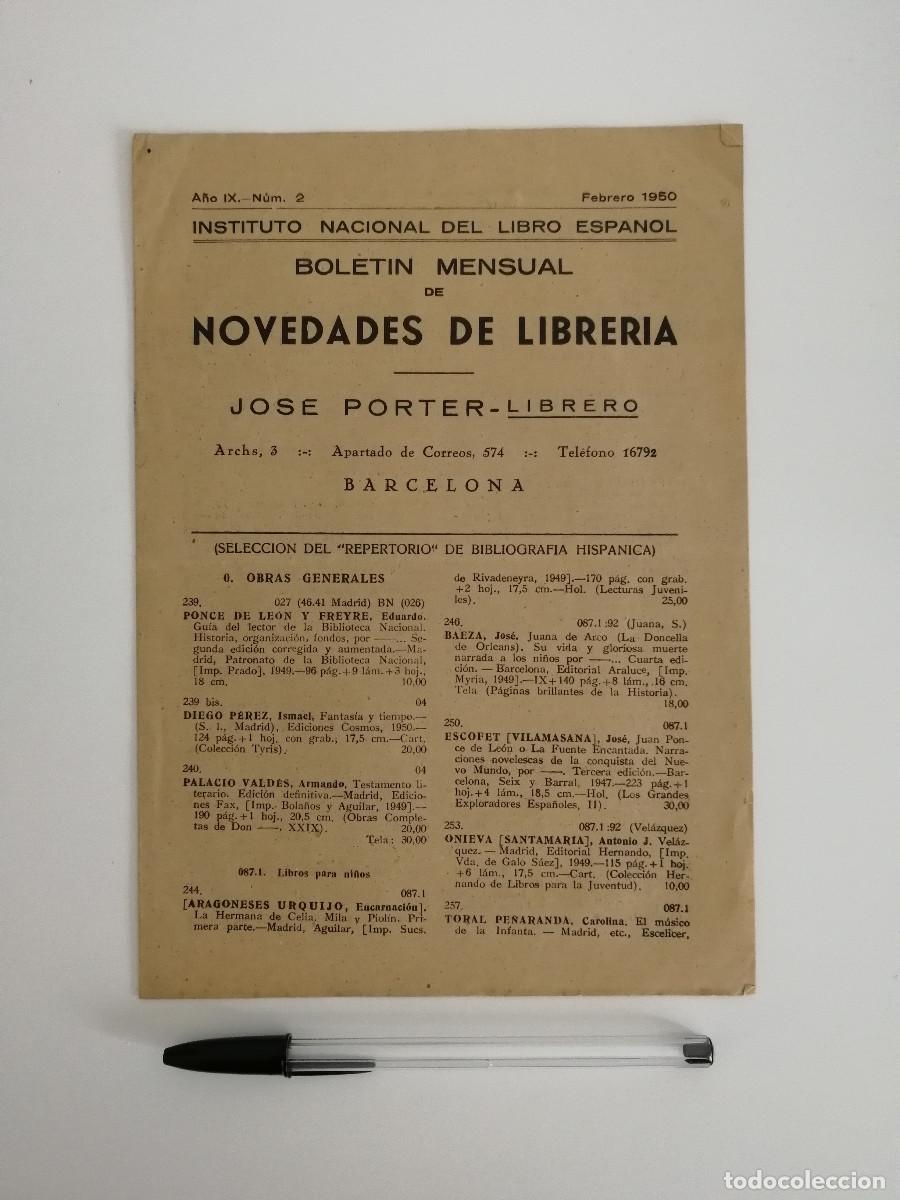 Año IX.—Núm. 2 Febrero 1950
INSTITUTO NACIONAL DEL LIBRO ESPANOL
BOLETIN MENSUAL
DE
NOVEDADES DE LIBRERIA
JOSE PORTER - LIBRERO
Archs, 3 :-: Apartado de Correos, 574 :-: Teléfono 16792
BARCELONA
(SELECCION DEL "REPERTORIO" DE BIBLIOGRAFIA HISPANICA)
0. OBRAS GENERALES
239. 027 (46.41 Madrid) BN (026)
PONCE DE LEÓN Y FREYRE, Eduardo.
Guía del lector de la Biblioteca Nacional.
Historia, organización, fondos, por ——... Se-
gunda edición corregida y aumentada.—Ma-
drid, Patronato de la Biblioteca Nacional,
[Imp. Prado], 1949.—96 pág.+9 lám.+3 hoj.,
18 cm. 10,00
239 bis. 04
DIEGO PÉREZ, Ismael, Fantasía y tiempo.—
(S. l., Madrid), Ediciones Cosmos, 1950.—
124 pág.+1 hoj. con grab., 17,5 cm.—Cart.
(Colección Tyris). 20,00
240. 04
PALACIO VALDÉS, Armando, Testamento li-
terario. Edición definitiva.—Madrid, Edicio-
nes Fax, [Imp. Bolaños y Aguilar, 1949].—
190 pág.+1 hoj., 20,5 cm. (Obras Comple-
tas de Don ——, XXIX). 20,00
Tela: 30,00
087.1. Libros para niños
244. 087.1
[ARAGONESES URQUIJO, Encarnación].
La Hermana de Celia, Mila y Piolín. Pri-
mera parte.—Madrid, Aguilar, [Imp. Sucs.
de Rivadeneyra, 1949].—170 pág. con grab.
+2 hoj., 17,5 cm.—Hol. (Lecturas Juveni-
les). 25,00
246. 087.1 :92 (Juana, S.)
BAEZA, José. Juana de Arco (La Doncella
de Orleans). Su vida y gloriosa muerte
narrada a los niños por ——... Cuarta edi-
ción. — Barcelona, Editorial Araluce, [Imp.
Myria, 1949].—IX+140 pág.+8 lám., 16 cm.
Tela (Páginas brillantes de la Historia).
18,00
250. 087.1
ESCOFET [VILAMASANA], José, Juan Pon-
ce de León o La Fuente Encantada. Narra-
ciones novelescas de la conquista del Nue-
vo Mundo, por ——. Tercera edición.—Bar-
celona, Seix y Barral, 1947.—223 pág.+1
hoj.+4 lám., 18,5 cm.—Hol. (Los Grandes
Exploradores Españoles, II). 30,00
253. 087.1 :92 (Velázquez)
ONIEVA [SANTAMARIA], Antonio J. Veláz-
quez. — Madrid, Editorial Hernando, [Imp.
Vda. de Galo Sáez], 1949.—115 pág.+1 hoj.
+6 lám., 17,5 cm.—Cart. (Colección Her-
nando de Libros para la Juventud). 10,00
257. 087.1
TORAL PEÑARANDA, Carolina. El músico
de la Infanta. — Madrid, etc., Escelicer,
todocoleccion